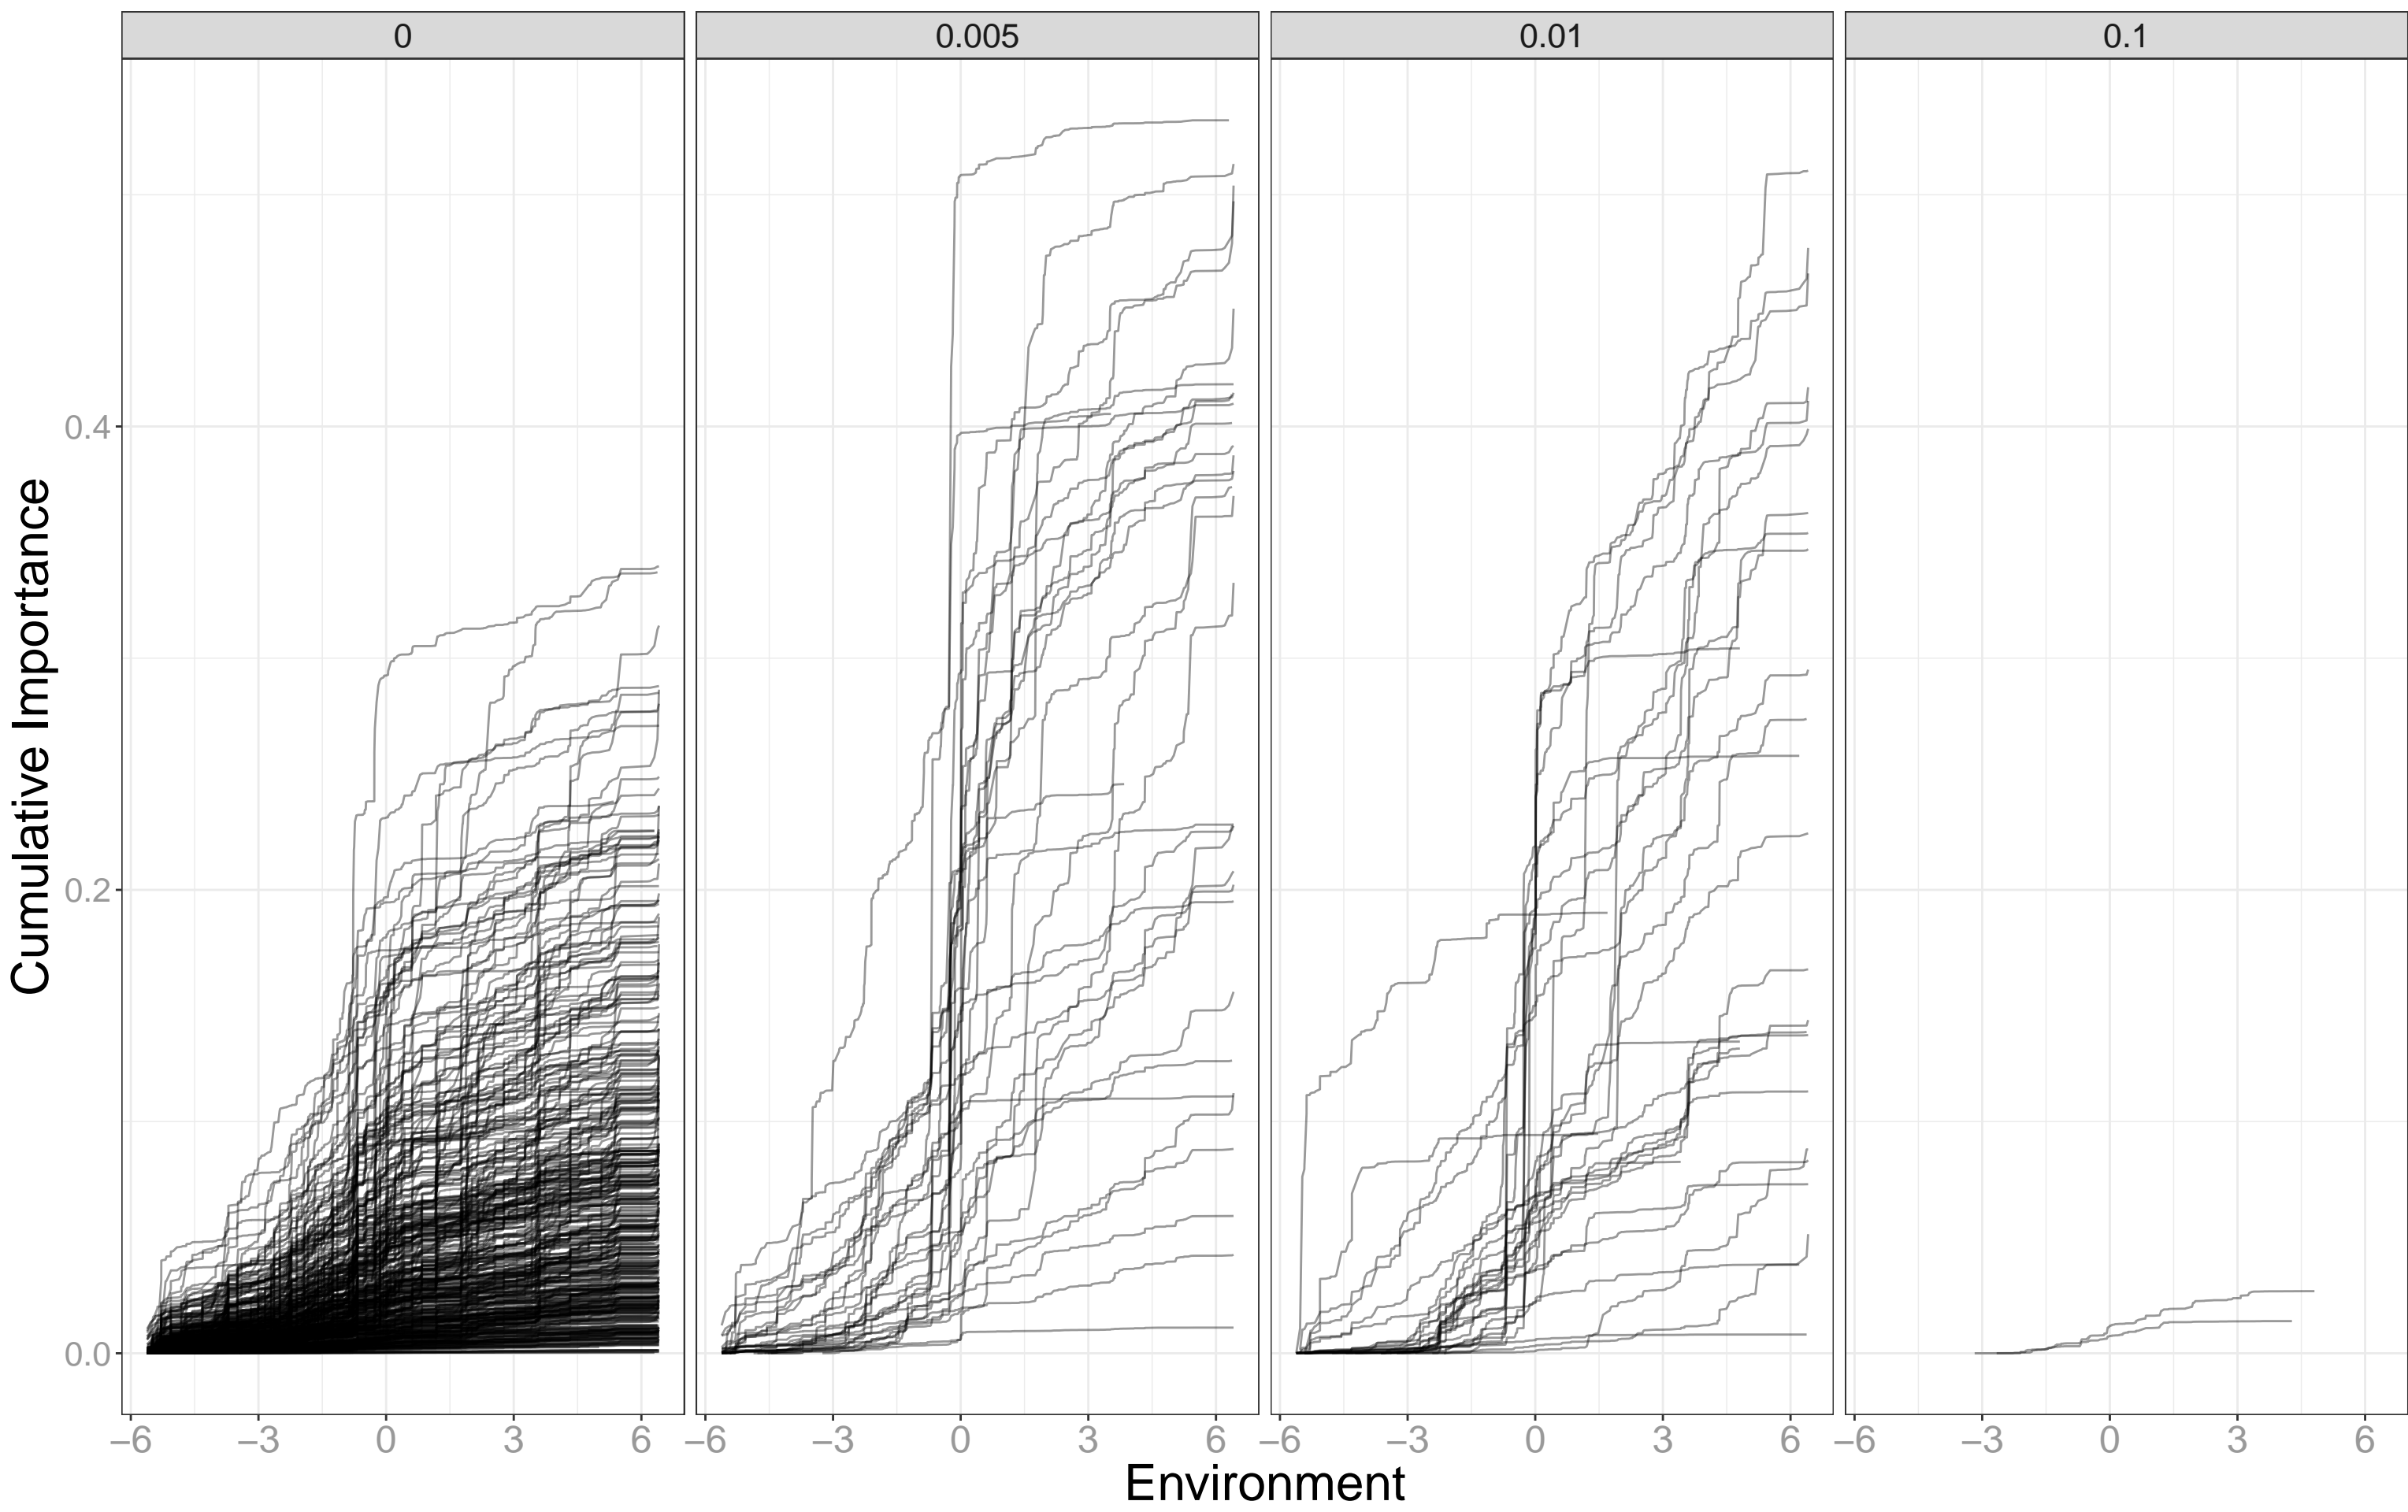 0 0.005 0.01 0.1
Cumulative Importance
0.4
0.2
0.0
−6 −3 0 3 6 −6 −3 0 3 6 −6 −3 0 3 6 −6 −3 0 3 6
Environment